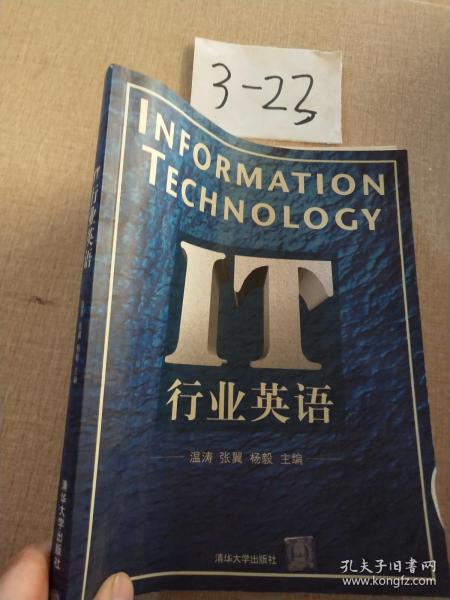 3-23
INFORMATION
TECHNOLOGY
IT
行业英语
温涛 张翼 杨毅 主编
清华大学出版社
IT行业英语
主编
清华大学出版社
孔夫子旧书网
www.kongfz.com